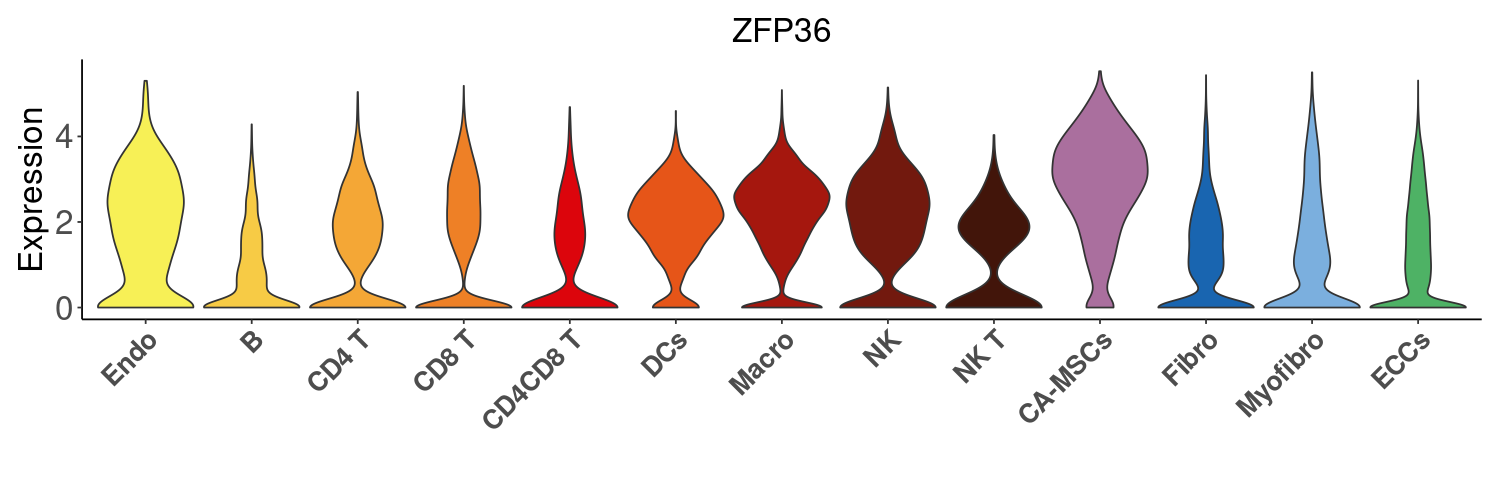 ZFP36
Expression
4
2
0
Endo
B
CD4 T
CD8 T
CD4CD8 T
DCs
Macro
NK
NK T
CA-MSCs
Fibro
Myofibro
ECCs